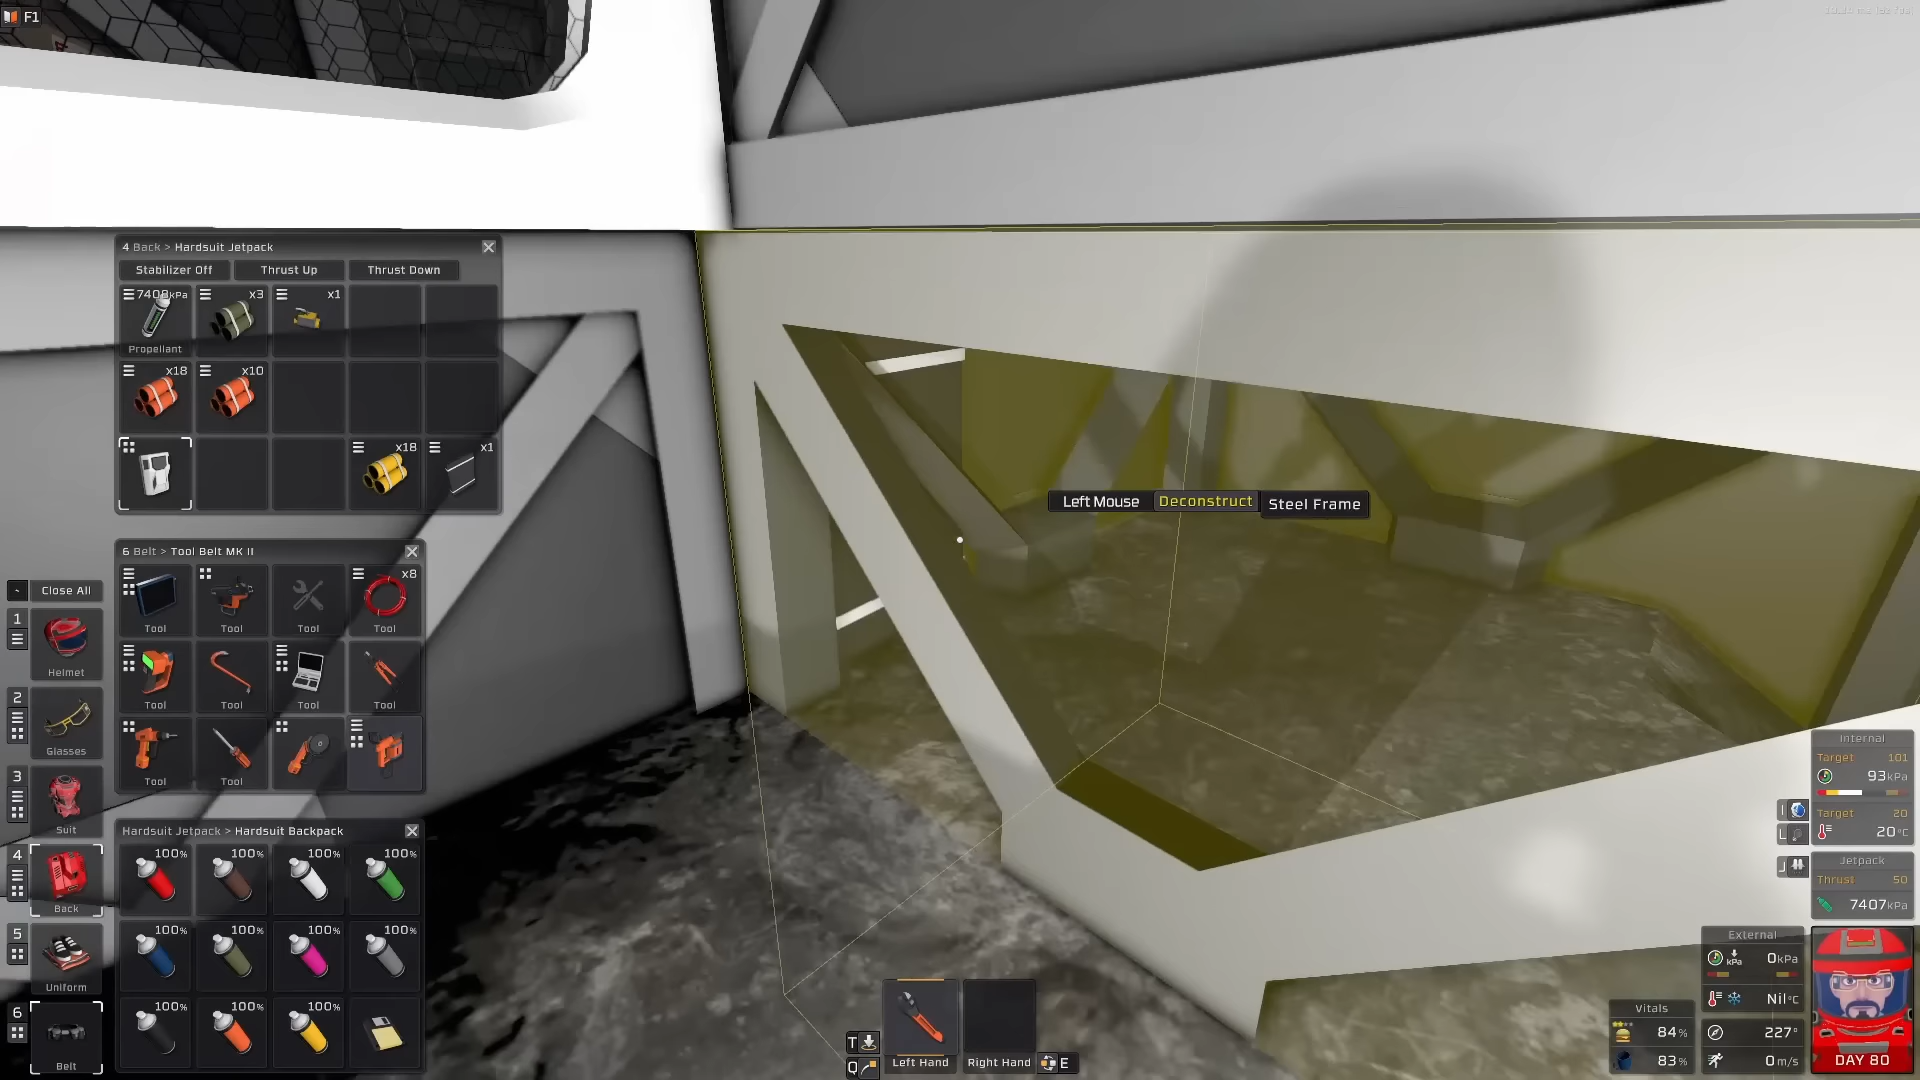 F1
4 Back > Hardsuit Jetpack
Stabilizer Off Thrust Up Thrust Down
7408kPa x3 x1
Propellant
x18 x10
x18 x1
6 Belt > Tool Belt MK II
x8
Tool Tool Tool Tool
Tool Tool Tool Tool
Tool Tool Tool
Hardsuit Jetpack > Hardsuit Backpack
100% 100% 100% 100%
100% 100% 100% 100%
100% 100% 100%
Close All
1
Helmet
2
Glasses
3
Suit
4
Back
5
Uniform
6
Belt
Left Mouse Deconstruct Steel Frame
T
Q
Left Hand Right Hand E
Internal
Target 101
93kPa
Target 20
20°C
I
L
J
Jetpack
Thrust 50
7407kPa
External
kPa 0kPa
Nil°C
227°
0m/s
Vitals
84%
83%
DAY 80